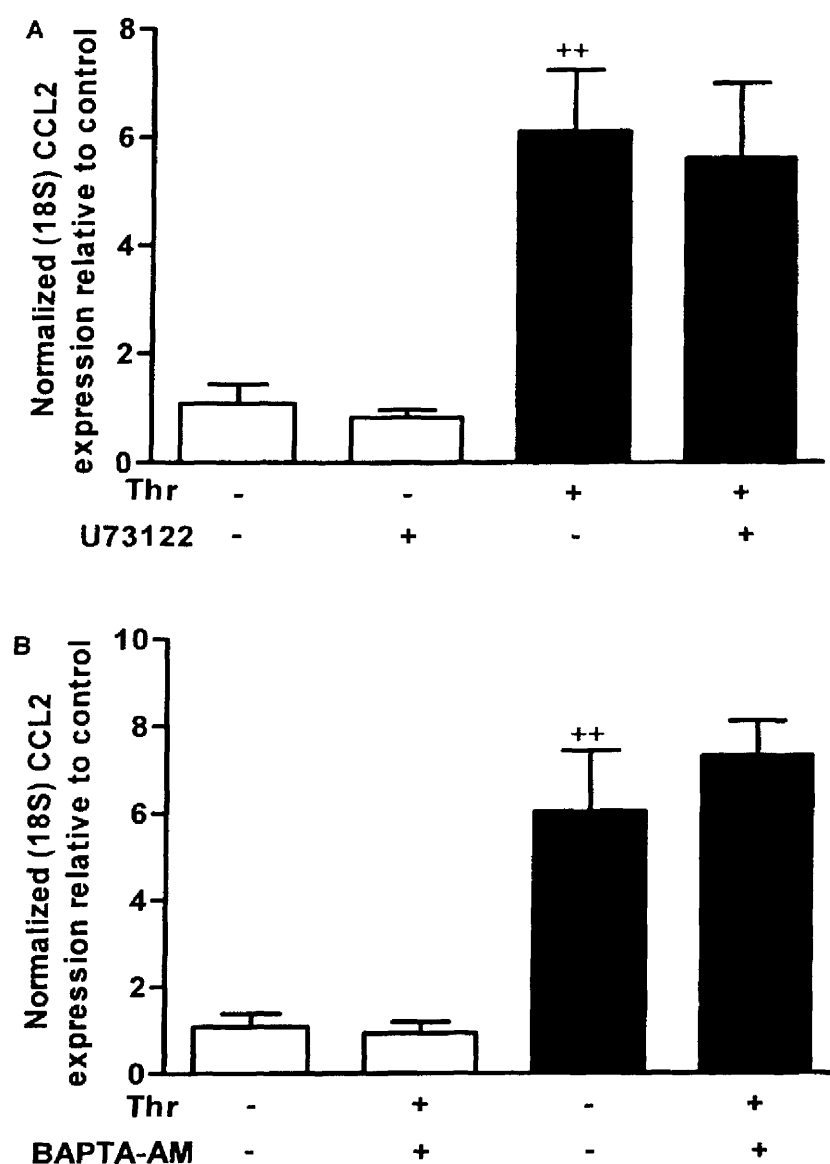 A
Normalized (18S) CCL2
expression relative to control
8
6
4
2
0
++
Thr - - + +
U73122 - + - +
B
Normalized (18S) CCL2
expression relative to control
10
8
6
4
2
0
++
Thr - + - +
BAPTA-AM - + - +